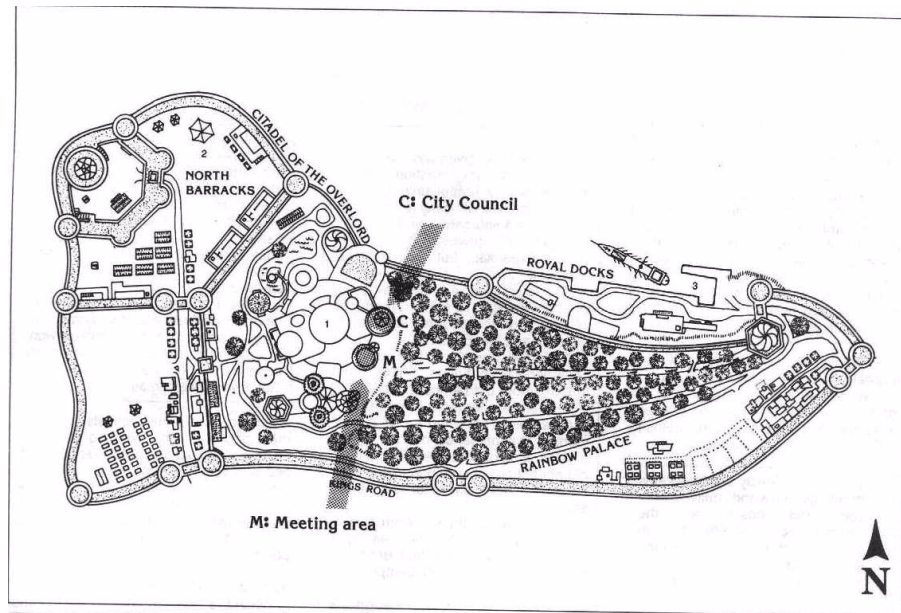 CITADEL OF THE OVERLORD
2
NORTH
BARRACKS
C: City Council
ROYAL DOCKS
3
1
C
M
RAINBOW PALACE
KINGS ROAD
M: Meeting area
N